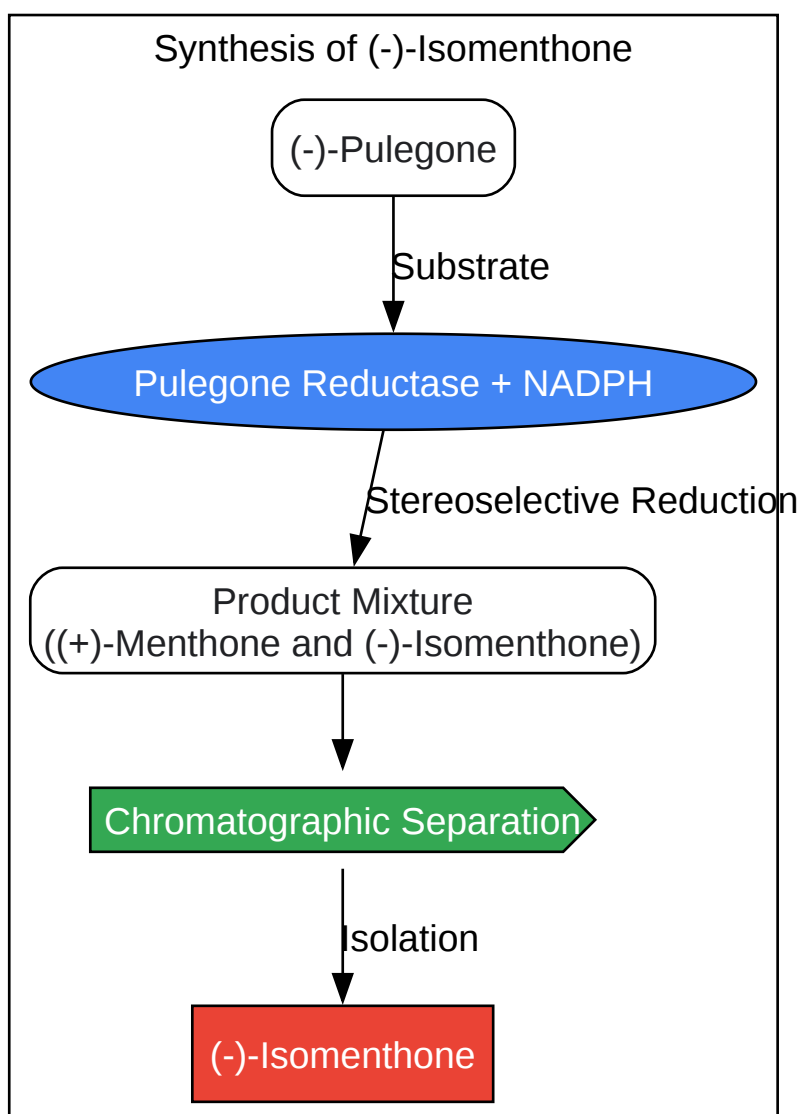 Synthesis of (-)-Isomenthone
(-)-Pulegone
Substrate
Pulegone Reductase + NADPH
Stereoselective Reduction
Product Mixture
((+)-Menthone and (-)-Isomenthone)
Chromatographic Separation
Isolation
(-)-Isomenthone